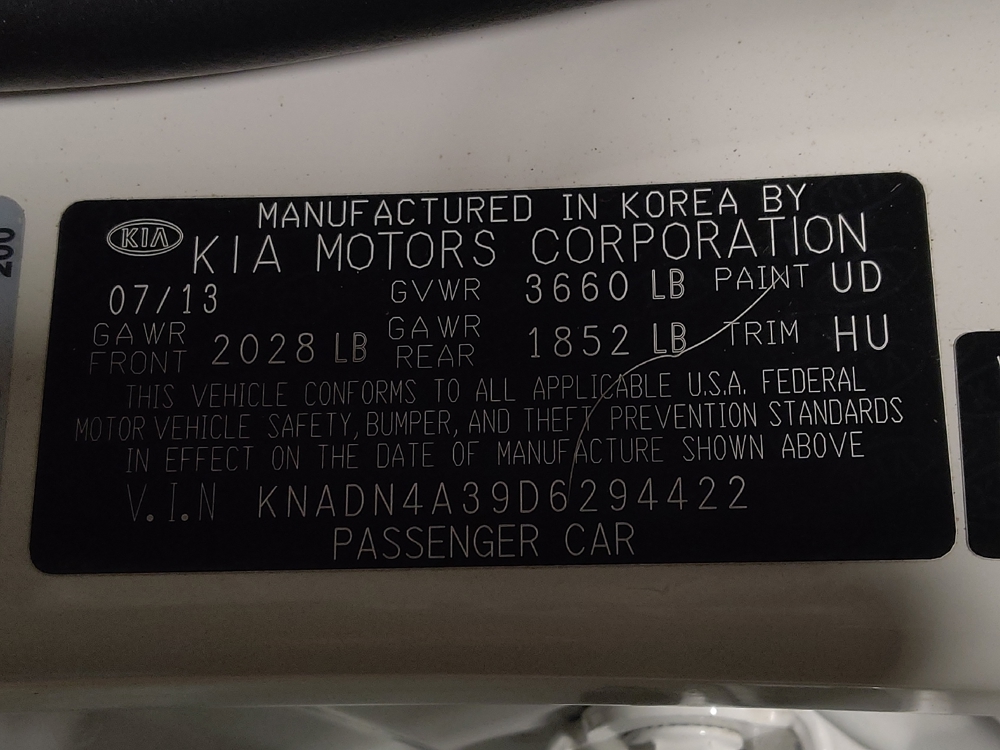 MANUFACTURED IN KOREA BY
KIA KIA MOTORS CORPORATION
07/13 GVWR 3660 LB PAINT UD
GAWR FRONT 2028 LB GAWR REAR 1852 LB TRIM HU
THIS VEHICLE CONFORMS TO ALL APPLICABLE U.S.A. FEDERAL
MOTOR VEHICLE SAFETY, BUMPER, AND THEFT PREVENTION STANDARDS
IN EFFECT ON THE DATE OF MANUFACTURE SHOWN ABOVE
V.I.N KNADN4A39D6294422
PASSENGER CAR